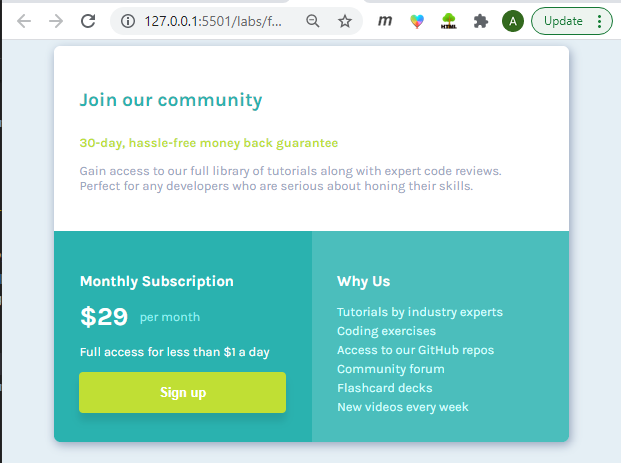 127.0.0.1:5501/labs/f...
m
HTML
A
Update
Join our community
30-day, hassle-free money back guarantee
Gain access to our full library of tutorials along with expert code reviews.
Perfect for any developers who are serious about honing their skills.
Monthly Subscription
$29 per month
Full access for less than $1 a day
Sign up
Why Us
Tutorials by industry experts
Coding exercises
Access to our GitHub repos
Community forum
Flashcard decks
New videos every week